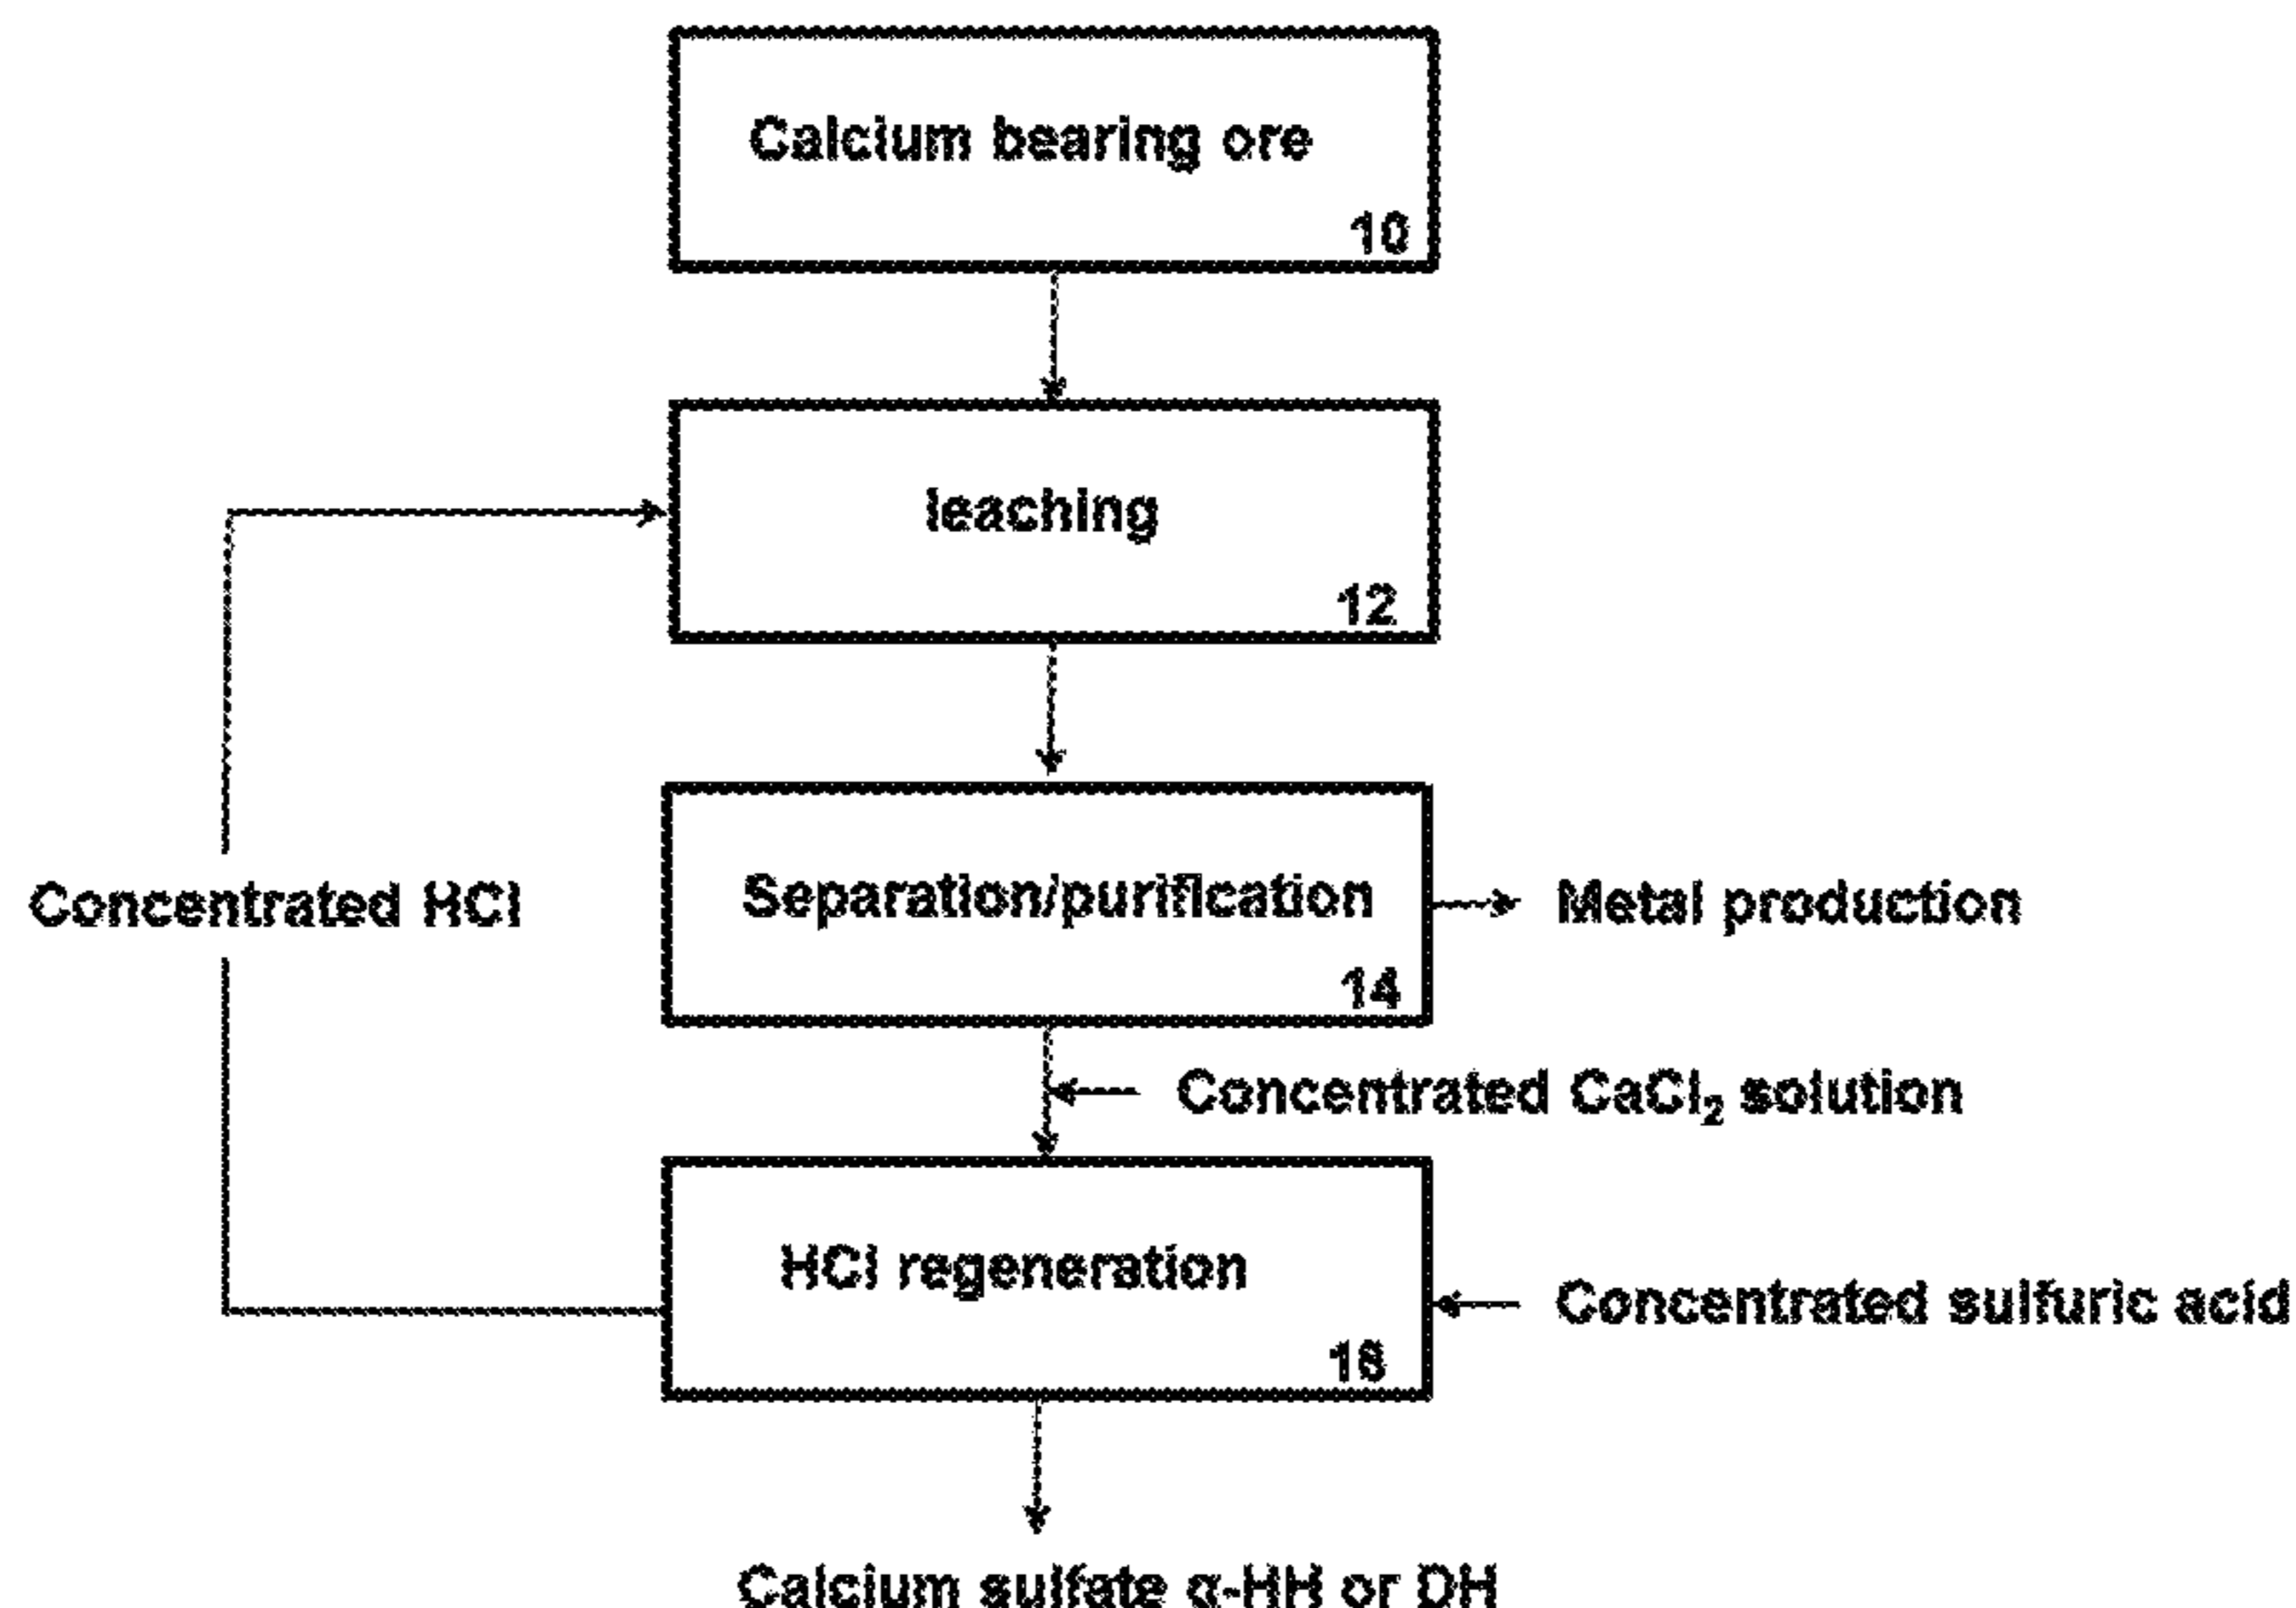 Calcium bearing ore
10
leaching
12
Concentrated HCl
Separation/purification
14
Metal production
Concentrated CaCl₂ solution
HCl regeneration
16
Concentrated sulfuric acid
Calcium sulfate α-HH or DH